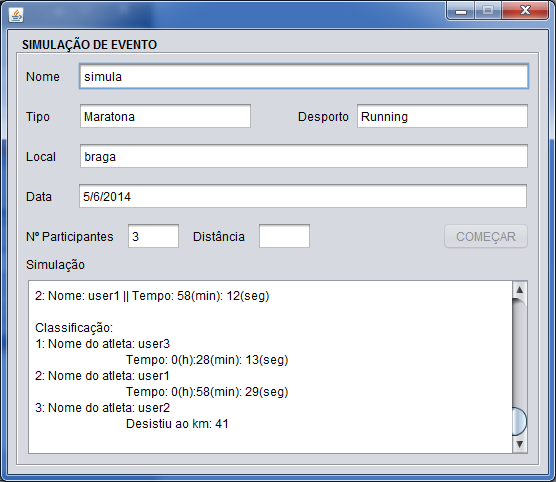 SIMULAÇÃO DE EVENTO
Nome simula
Tipo Maratona Desporto Running
Local braga
Data 5/6/2014
Nº Participantes 3 Distância COMEÇAR
Simulação
2: Nome: user1 || Tempo: 58(min): 12(seg)
Classificação:
1: Nome do atleta: user3
Tempo: 0(h):28(min): 13(seg)
2: Nome do atleta: user1
Tempo: 0(h):58(min): 29(seg)
3: Nome do atleta: user2
Desistiu ao km: 41